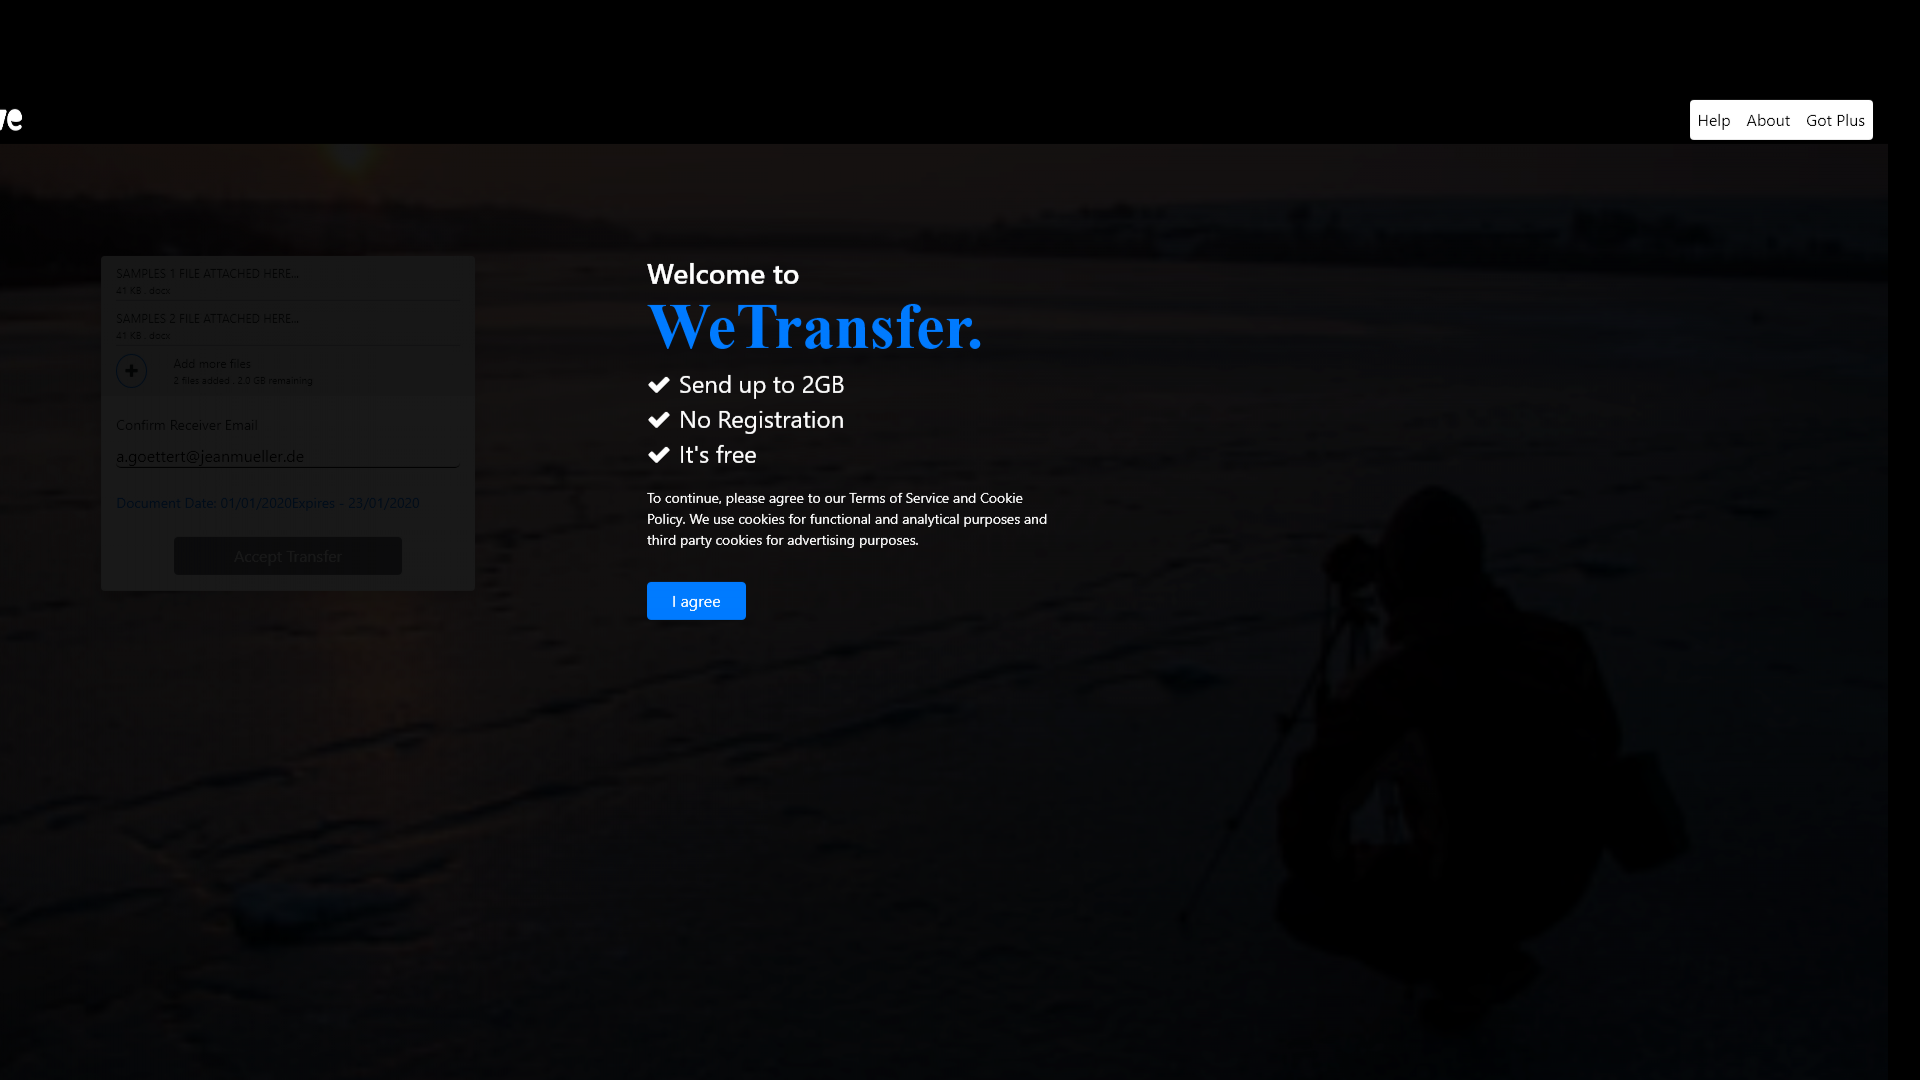 ve
Help About Got Plus
SAMPLES 1 FILE ATTACHED HERE...
41 KB . docx
SAMPLES 2 FILE ATTACHED HERE...
41 KB . docx
Add more files
2 files added . 2.0 GB remaining
Confirm Receiver Email
a.goettert@jeanmueller.de
Document Date: 01/01/2020Expires - 23/01/2020
Accept Transfer
Welcome to
WeTransfer.
Send up to 2GB
No Registration
It's free
To continue, please agree to our Terms of Service and Cookie
Policy. We use cookies for functional and analytical purposes and
third party cookies for advertising purposes.
I agree